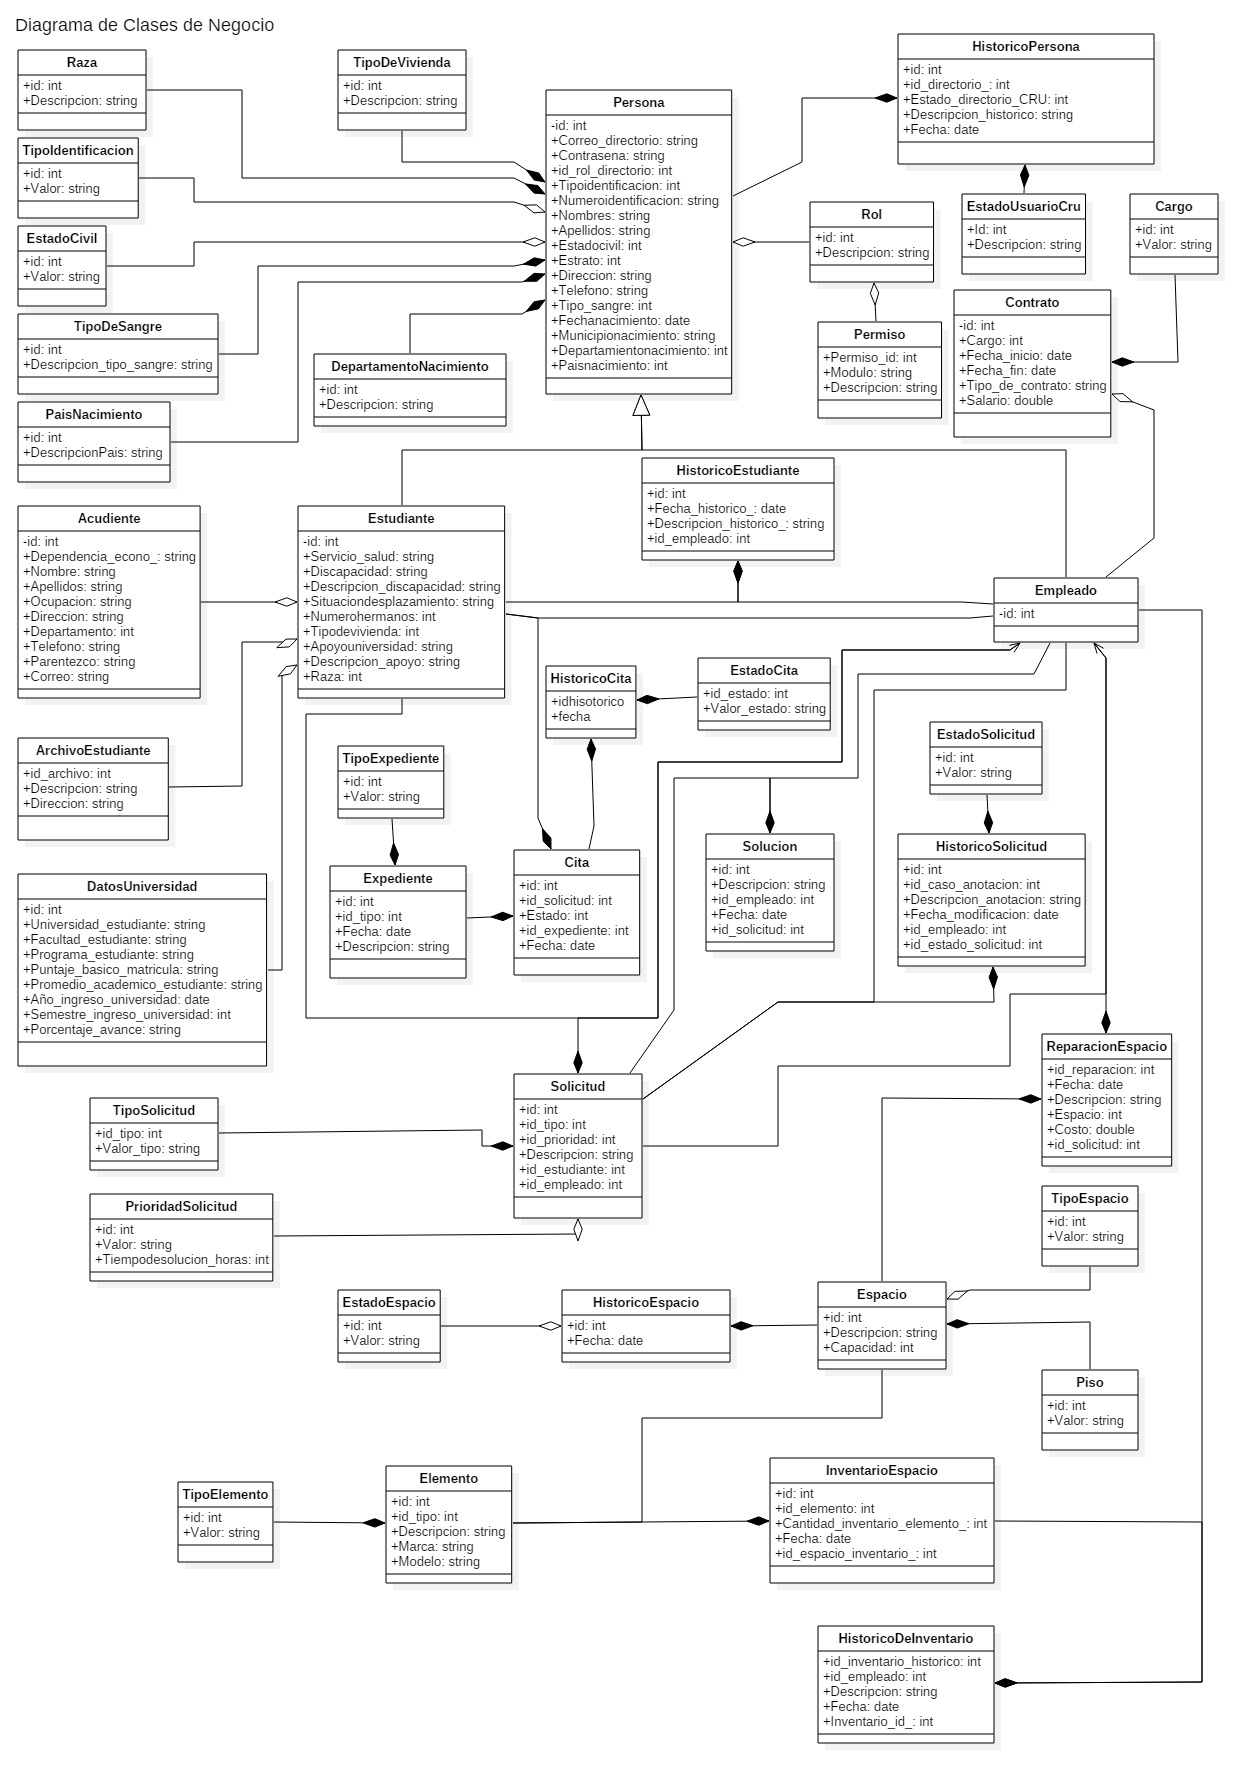 Diagrama de Clases de Negocio
Raza
+id: int
+Descripcion: string
TipoDeVivienda
+id: int
+Descripcion: string
Persona
-id: int
+Correo_directorio: string
+Contrasena: string
+id_rol_directorio: int
+Tipoidentificacion: int
+Numeroidentificacion: string
+Nombres: string
+Apellidos: string
+Estadocivil: int
+Estrato: int
+Direccion: string
+Telefono: string
+Tipo_sangre: int
+Fechanacimiento: date
+Municipionacimiento: string
+Departamientonacimiento: int
+Paisnacimiento: int
HistoricoPersona
+id: int
+id_directorio_: int
+Estado_directorio_CRU: int
+Descripcion_historico: string
+Fecha: date
TipoIdentificacion
+id: int
+Valor: string
EstadoCivil
+id: int
+Valor: string
Rol
+id: int
+Descripcion: string
EstadoUsuarioCru
+Id: int
+Descripcion: string
Cargo
+id: int
+Valor: string
TipoDeSangre
+id: int
+Descripcion_tipo_sangre: string
DepartamentoNacimiento
+id: int
+Descripcion: string
Permiso
+Permiso_id: int
+Modulo: string
+Descripcion: string
Contrato
-id: int
+Cargo: int
+Fecha_inicio: date
+Fecha_fin: date
+Tipo_de_contrato: string
+Salario: double
PaisNacimiento
+id: int
+DescripcionPais: string
HistoricoEstudiante
+id: int
+Fecha_historico_: date
+Descripcion_historico_: string
+id_empleado: int
Acudiente
-id: int
+Dependencia_econo_: string
+Nombre: string
+Apellidos: string
+Ocupacion: string
+Direccion: string
+Departamento: int
+Telefono: string
+Parentezco: string
+Correo: string
Estudiante
-id: int
+Servicio_salud: string
+Discapacidad: string
+Descripcion_discapacidad: string
+Situaciondesplazamiento: string
+Numerohermanos: int
+Tipodevivienda: int
+Apoyouniversidad: string
+Descripcion_apoyo: string
+Raza: int
Empleado
-id: int
HistoricoCita
+idhisotorico
+fecha
EstadoCita
+id_estado: int
+Valor_estado: string
ArchivoEstudiante
+id_archivo: int
+Descripcion: string
+Direccion: string
TipoExpediente
+id: int
+Valor: string
EstadoSolicitud
+id: int
+Valor: string
DatosUniversidad
+id: int
+Universidad_estudiante: string
+Facultad_estudiante: string
+Programa_estudiante: string
+Puntaje_basico_matricula: string
+Promedio_academico_estudiante: string
+Año_ingreso_universidad: date
+Semestre_ingreso_universidad: int
+Porcentaje_avance: string
Expediente
+id: int
+id_tipo: int
+Fecha: date
+Descripcion: string
Cita
+id: int
+id_solicitud: int
+Estado: int
+id_expediente: int
+Fecha: date
Solucion
+id: int
+Descripcion: string
+id_empleado: int
+Fecha: date
+id_solicitud: int
HistoricoSolicitud
+id: int
+id_caso_anotacion: int
+Descripcion_anotacion: string
+Fecha_modificacion: date
+id_empleado: int
+id_estado_solicitud: int
ReparacionEspacio
+id_reparacion: int
+Fecha: date
+Descripcion: string
+Espacio: int
+Costo: double
+id_solicitud: int
Solicitud
+id: int
+id_tipo: int
+id_prioridad: int
+Descripcion: string
+id_estudiante: int
+id_empleado: int
TipoSolicitud
+id_tipo: int
+Valor_tipo: string
PrioridadSolicitud
+id: int
+Valor: string
+Tiempodesolucion_horas: int
TipoEspacio
+id: int
+Valor: string
EstadoEspacio
+id: int
+Valor: string
HistoricoEspacio
+id: int
+Fecha: date
Espacio
+id: int
+Descripcion: string
+Capacidad: int
Piso
+id: int
+Valor: string
TipoElemento
+id: int
+Valor: string
Elemento
+id: int
+id_tipo: int
+Descripcion: string
+Marca: string
+Modelo: string
InventarioEspacio
+id: int
+id_elemento: int
+Cantidad_inventario_elemento_: int
+Fecha: date
+id_espacio_inventario_: int
HistoricoDeInventario
+id_inventario_historico: int
+id_empleado: int
+Descripcion: string
+Fecha: date
+Inventario_id_: int